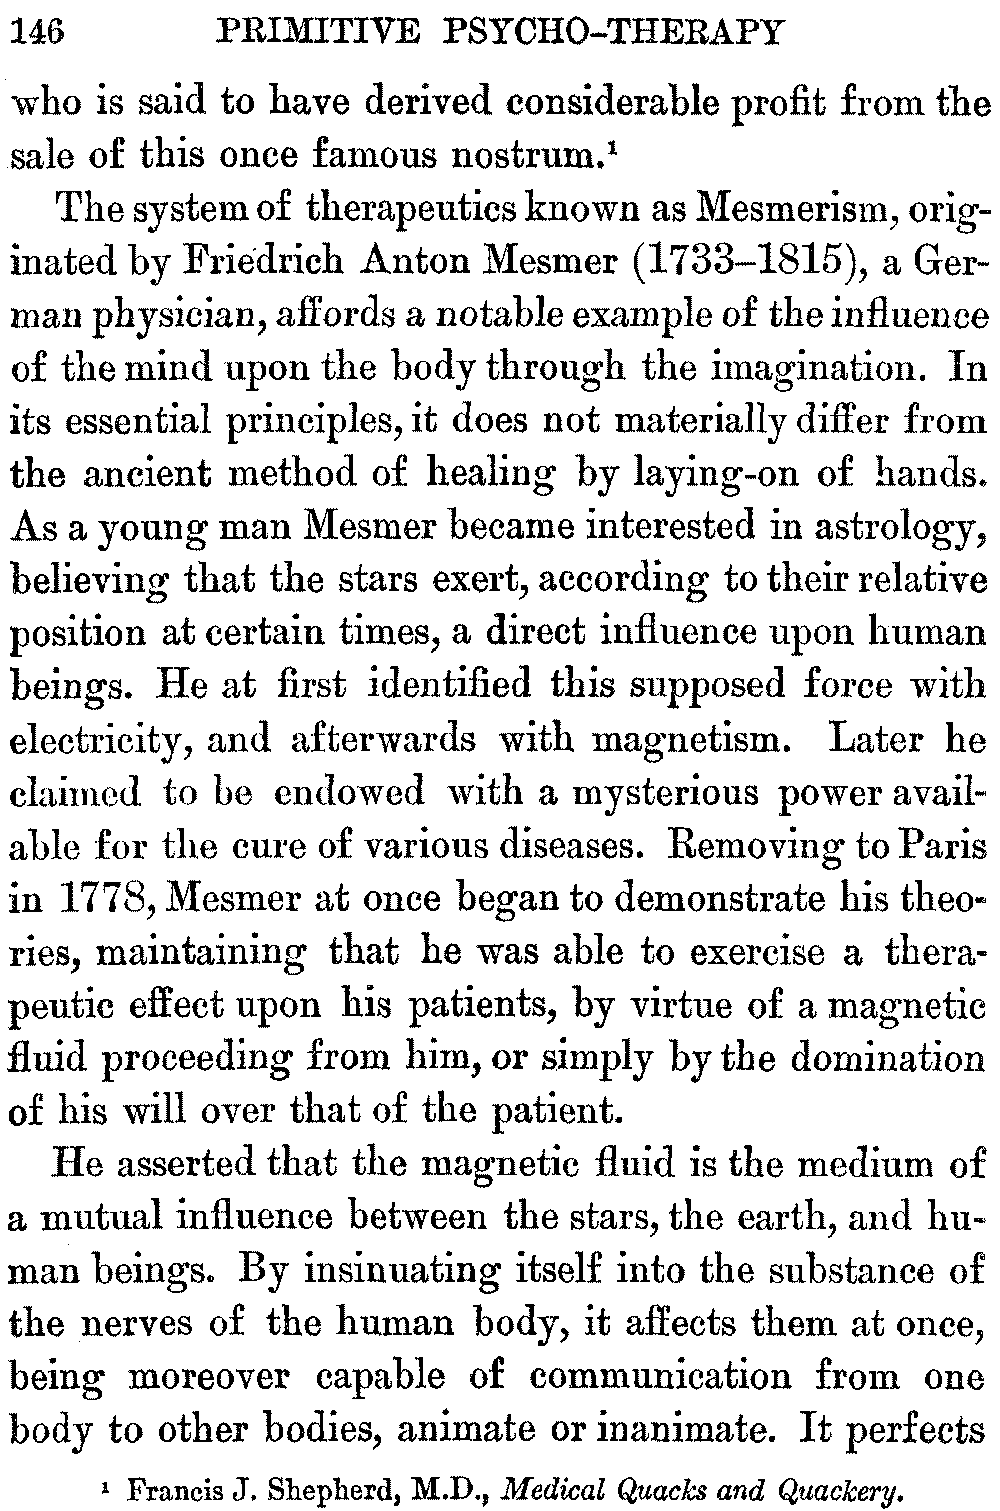 146 PRIMITIVE PSYCHO-THERAPY
who is said to have derived considerable profit from the
sale of this once famous nostrum.¹
The system of therapeutics known as Mesmerism, orig-
inated by Friedrich Anton Mesmer (1733–1815), a Ger-
man physician, affords a notable example of the influence
of the mind upon the body through the imagination. In
its essential principles, it does not materially differ from
the ancient method of healing by laying-on of hands.
As a young man Mesmer became interested in astrology,
believing that the stars exert, according to their relative
position at certain times, a direct influence upon human
beings. He at first identified this supposed force with
electricity, and afterwards with magnetism. Later he
claimed to be endowed with a mysterious power avail-
able for the cure of various diseases. Removing to Paris
in 1778, Mesmer at once began to demonstrate his theo-
ries, maintaining that he was able to exercise a thera-
peutic effect upon his patients, by virtue of a magnetic
fluid proceeding from him, or simply by the domination
of his will over that of the patient.
He asserted that the magnetic fluid is the medium of
a mutual influence between the stars, the earth, and hu-
man beings. By insinuating itself into the substance of
the nerves of the human body, it affects them at once,
being moreover capable of communication from one
body to other bodies, animate or inanimate. It perfects
¹ Francis J. Shepherd, M.D., Medical Quacks and Quackery.